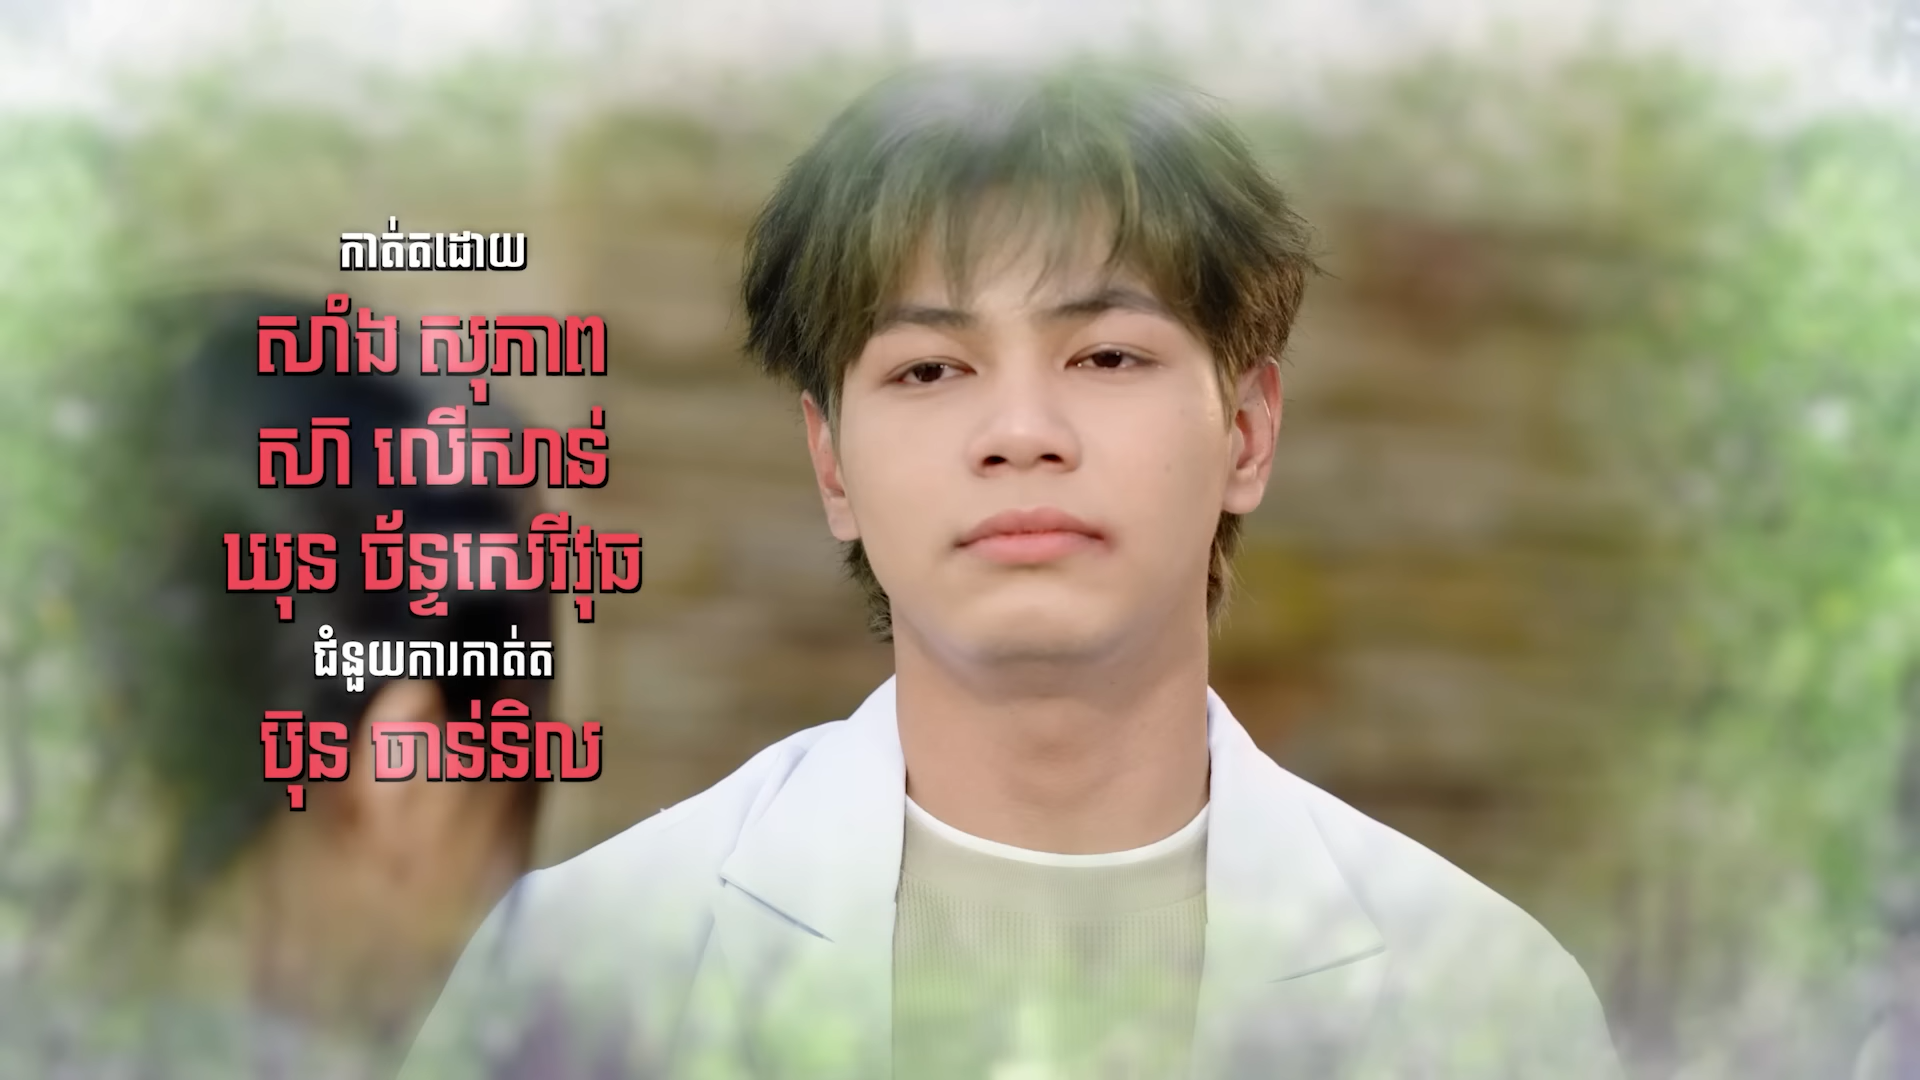 កាត់តដោយ
សាំង សុភាព
សា៊ លើសាន់
ឃុន ច័ន្ទសេរីវុធ
ជំនួយការកាត់ត
ប៊ុន ចាន់និល